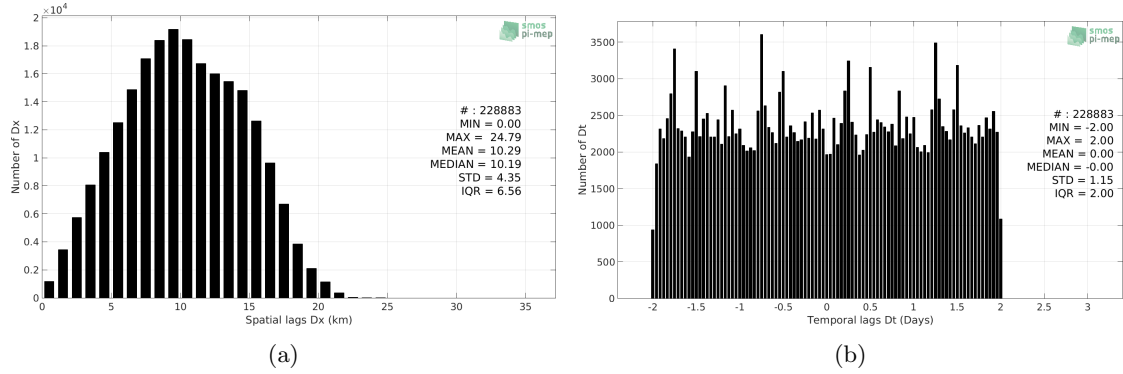 2 ×10⁴
1.8
1.6
1.4
1.2
1
0.8
0.6
0.4
0.2
0
Number of Dx
smos
pi-mep
# : 228883
MIN = 0.00
MAX = 24.79
MEAN = 10.29
MEDIAN = 10.19
STD = 4.35
IQR = 6.56
0 5 10 15 20 25 30 35
Spatial lags Dx (km)
(a)
3500
3000
2500
2000
1500
1000
500
0
Number of Dt
smos
pi-mep
# : 228883
MIN = -2.00
MAX = 2.00
MEAN = 0.00
MEDIAN = -0.00
STD = 1.15
IQR = 2.00
-2 -1.5 -1 -0.5 0 0.5 1 1.5 2 2.5 3
Temporal lags Dt (Days)
(b)